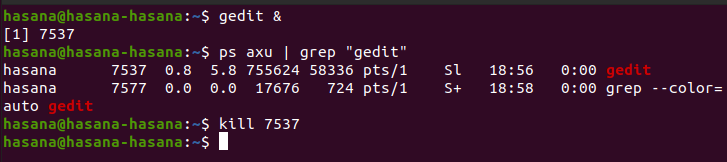 hasana@hasana-hasana:~$ gedit &
[1] 7537
hasana@hasana-hasana:~$ ps axu | grep "gedit"
hasana      7537  0.8  5.8 755624 58336 pts/1    Sl   18:56   0:00 gedit
hasana      7577  0.0  0.0  17676   724 pts/1    S+   18:58   0:00 grep --color=
auto gedit
hasana@hasana-hasana:~$ kill 7537
hasana@hasana-hasana:~$